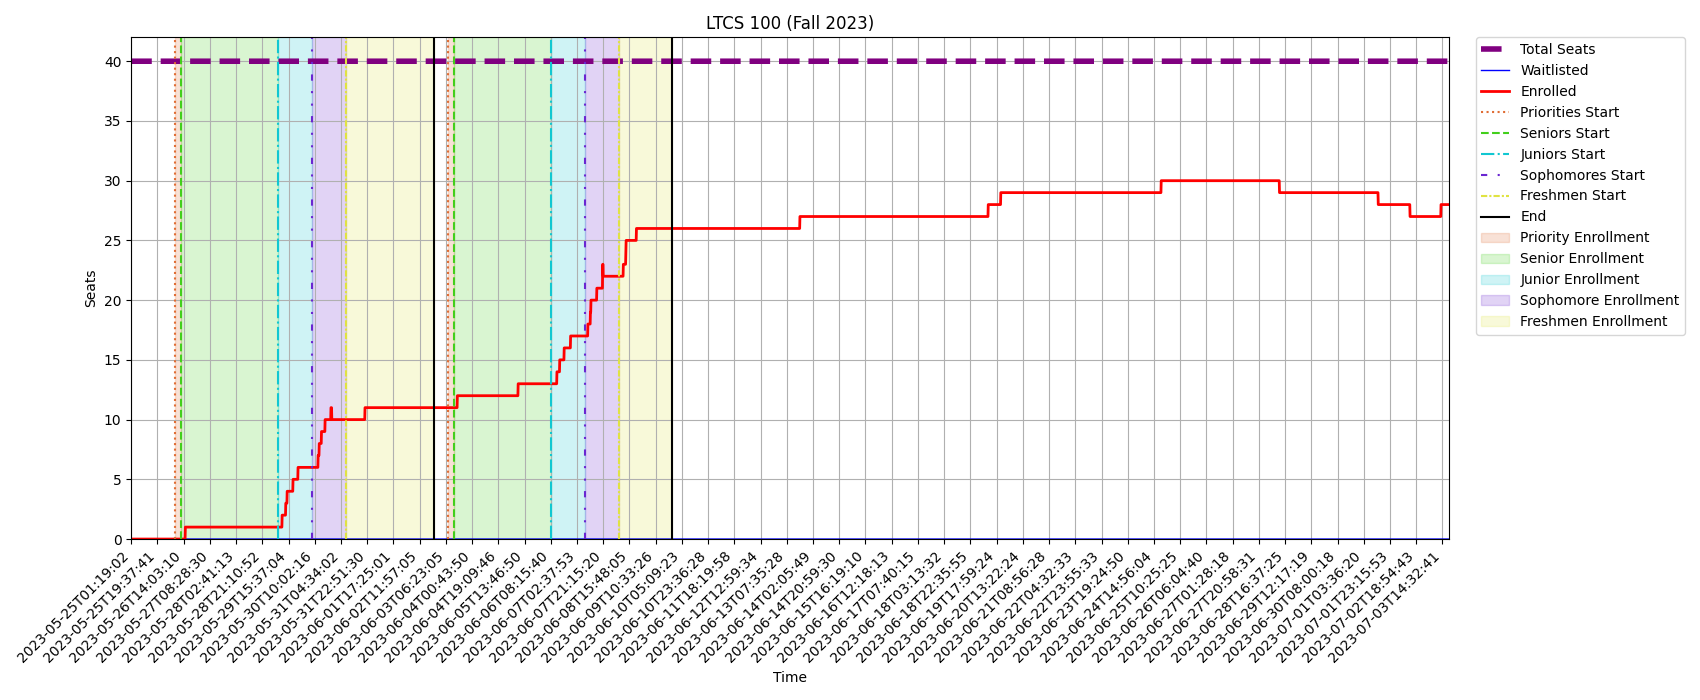 LTCS 100 (Fall 2023)
Seats
40
35
30
25
20
15
10
5
0
2023-05-25T01:19:02
2023-05-25T19:37:41
2023-05-26T14:03:10
2023-05-27T08:28:30
2023-05-28T02:41:13
2023-05-28T21:10:52
2023-05-29T15:37:04
2023-05-30T10:02:16
2023-05-31T04:34:02
2023-05-31T22:51:30
2023-06-01T17:25:01
2023-06-02T11:57:05
2023-06-03T06:23:05
2023-06-04T00:43:50
2023-06-04T19:09:46
2023-06-05T13:46:50
2023-06-06T08:15:40
2023-06-07T02:37:53
2023-06-07T21:15:20
2023-06-08T15:48:05
2023-06-09T10:33:26
2023-06-10T05:09:23
2023-06-10T23:36:28
2023-06-11T18:19:58
2023-06-12T12:59:34
2023-06-13T07:35:28
2023-06-14T02:05:49
2023-06-14T20:59:30
2023-06-15T16:19:10
2023-06-16T12:18:13
2023-06-17T07:40:15
2023-06-18T03:13:32
2023-06-18T22:35:55
2023-06-19T17:59:24
2023-06-20T13:22:24
2023-06-21T08:56:28
2023-06-22T04:32:33
2023-06-22T23:55:33
2023-06-23T19:24:50
2023-06-24T14:56:04
2023-06-25T10:25:25
2023-06-26T06:04:40
2023-06-27T01:28:18
2023-06-27T20:58:31
2023-06-28T16:37:25
2023-06-29T12:17:19
2023-06-30T08:00:18
2023-07-01T03:36:20
2023-07-01T23:15:53
2023-07-02T18:54:43
2023-07-03T14:32:41
Time
Total Seats
Waitlisted
Enrolled
Priorities Start
Seniors Start
Juniors Start
Sophomores Start
Freshmen Start
End
Priority Enrollment
Senior Enrollment
Junior Enrollment
Sophomore Enrollment
Freshmen Enrollment